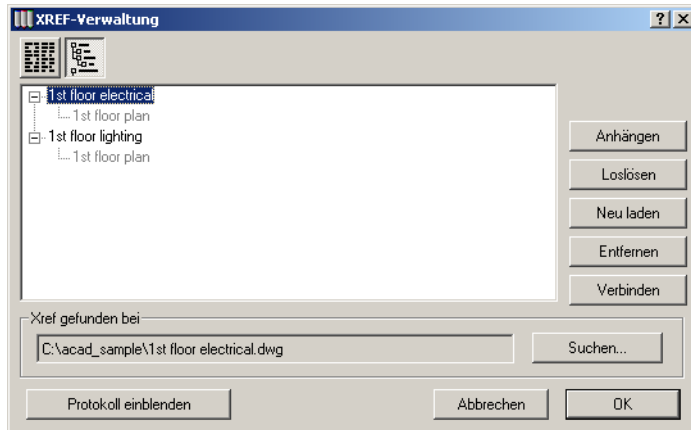 XREF-Verwaltung
1st floor electrical
1st floor plan
1st floor lighting
1st floor plan
Anhängen
Loslösen
Neu laden
Entfernen
Verbinden
Xref gefunden bei
C:\acad_sample\1st floor electrical.dwg
Suchen...
Protokoll einblenden
Abbrechen
OK